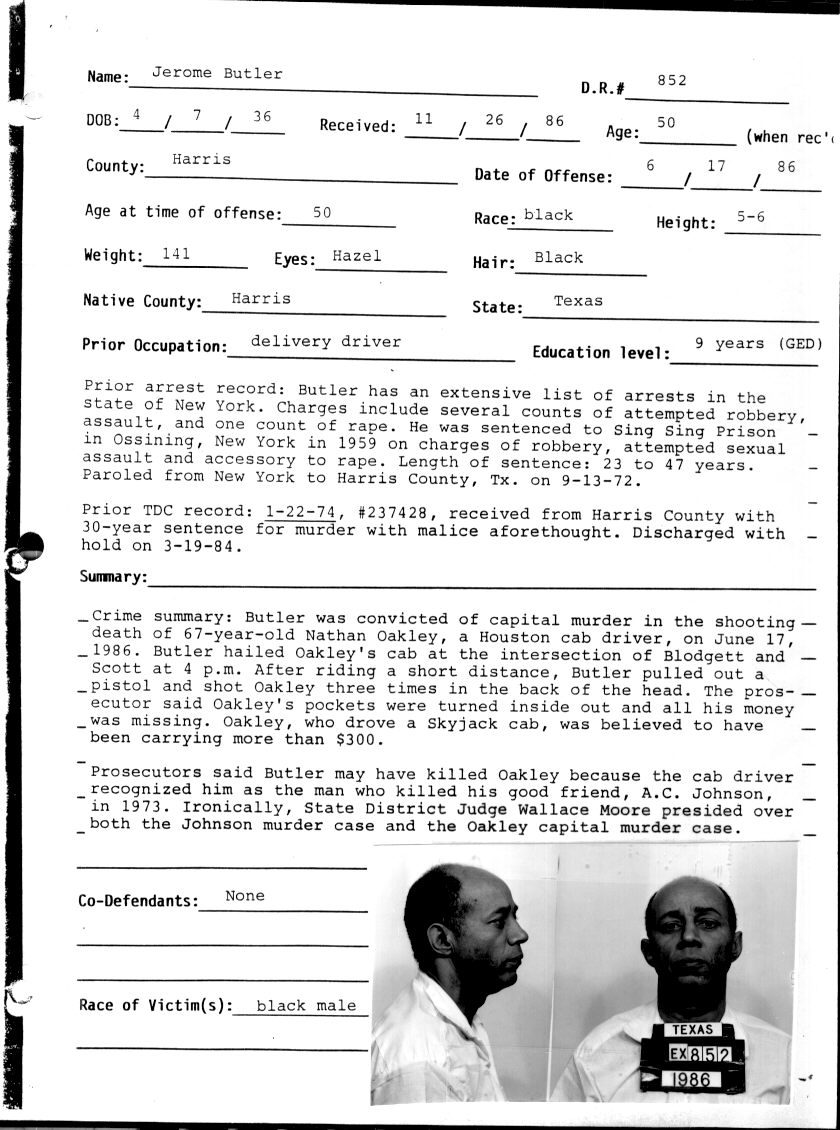 Name: Jerome Butler D.R.# 852
DOB: 4 / 7 / 36 Received: 11 / 26 / 86 Age: 50 (when rec'
County: Harris Date of Offense: 6 / 17 / 86
Age at time of offense: 50 Race: black Height: 5-6
Weight: 141 Eyes: Hazel Hair: Black
Native County: Harris State: Texas
Prior Occupation: delivery driver Education level: 9 years (GED)
Prior arrest record: Butler has an extensive list of arrests in the
state of New York. Charges include several counts of attempted robbery,
assault, and one count of rape. He was sentenced to Sing Sing Prison
in Ossining, New York in 1959 on charges of robbery, attempted sexual
assault and accessory to rape. Length of sentence: 23 to 47 years.
Paroled from New York to Harris County, Tx. on 9-13-72.
Prior TDC record: 1-22-74, #237428, received from Harris County with
30-year sentence for murder with malice aforethought. Discharged with
hold on 3-19-84.
Summary:
Crime summary: Butler was convicted of capital murder in the shooting
death of 67-year-old Nathan Oakley, a Houston cab driver, on June 17,
1986. Butler hailed Oakley's cab at the intersection of Blodgett and
Scott at 4 p.m. After riding a short distance, Butler pulled out a
pistol and shot Oakley three times in the back of the head. The pros-
ecutor said Oakley's pockets were turned inside out and all his money
was missing. Oakley, who drove a Skyjack cab, was believed to have
been carrying more than $300.
Prosecutors said Butler may have killed Oakley because the cab driver
recognized him as the man who killed his good friend, A.C. Johnson,
in 1973. Ironically, State District Judge Wallace Moore presided over
both the Johnson murder case and the Oakley capital murder case.
Co-Defendants: None
Race of Victim(s): black male
TEXAS
EX852
1986